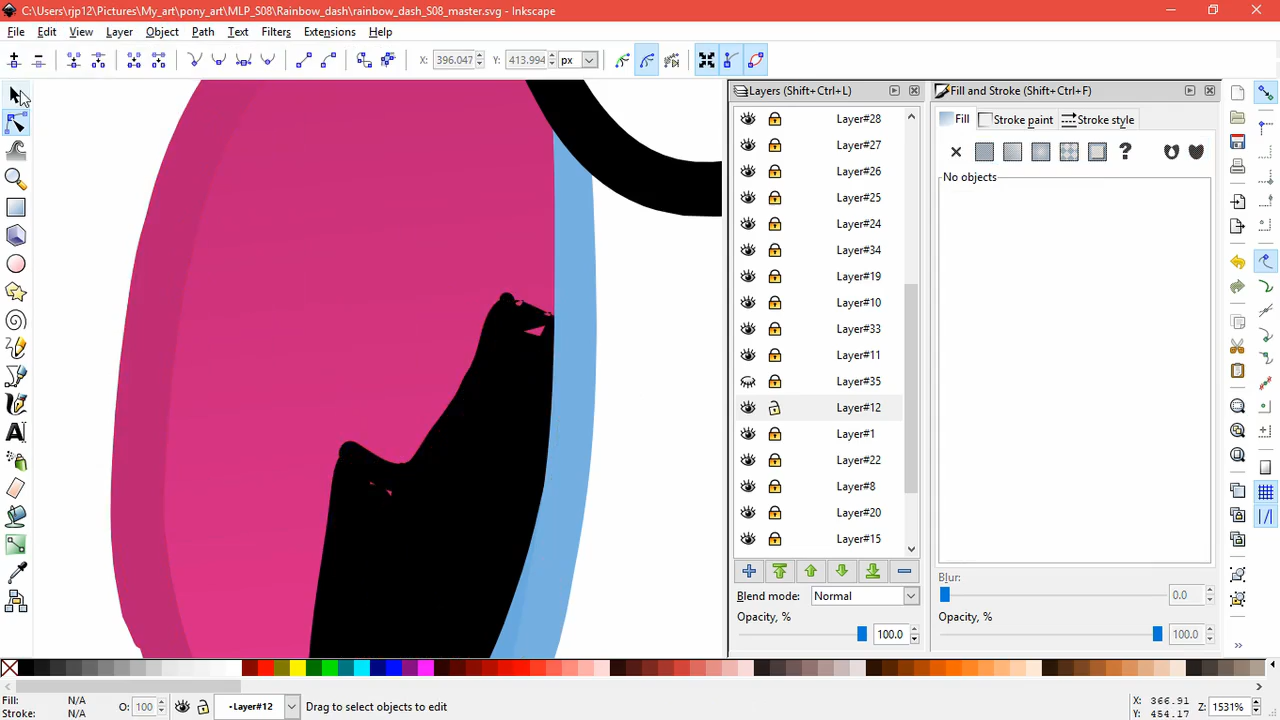 C:\Users\rjp12\Pictures\My_art\pony_art\MLP_S08\Rainbow_dash\rainbow_dash_S08_master.svg - Inkscape
File Edit View Layer Object Path Text Filters Extensions Help
X: 396.047 Y: 413.994 px
Layers (Shift+Ctrl+L)
Fill and Stroke (Shift+Ctrl+F)
Fill Stroke paint Stroke style
No objects
Layer#28
Layer#27
Layer#26
Layer#25
Layer#24
Layer#34
Layer#19
Layer#10
Layer#33
Layer#11
Layer#35
Layer#12
Layer#1
Layer#22
Layer#8
Layer#20
Layer#15
Blend mode: Normal
Opacity, %
100.0
Blur:
0.0
Opacity, %
100.0
Fill: N/A
Stroke: N/A
O: 100
·Layer#12
Drag to select objects to edit
X: 366.91
Y: 454.17
Z: 1531%